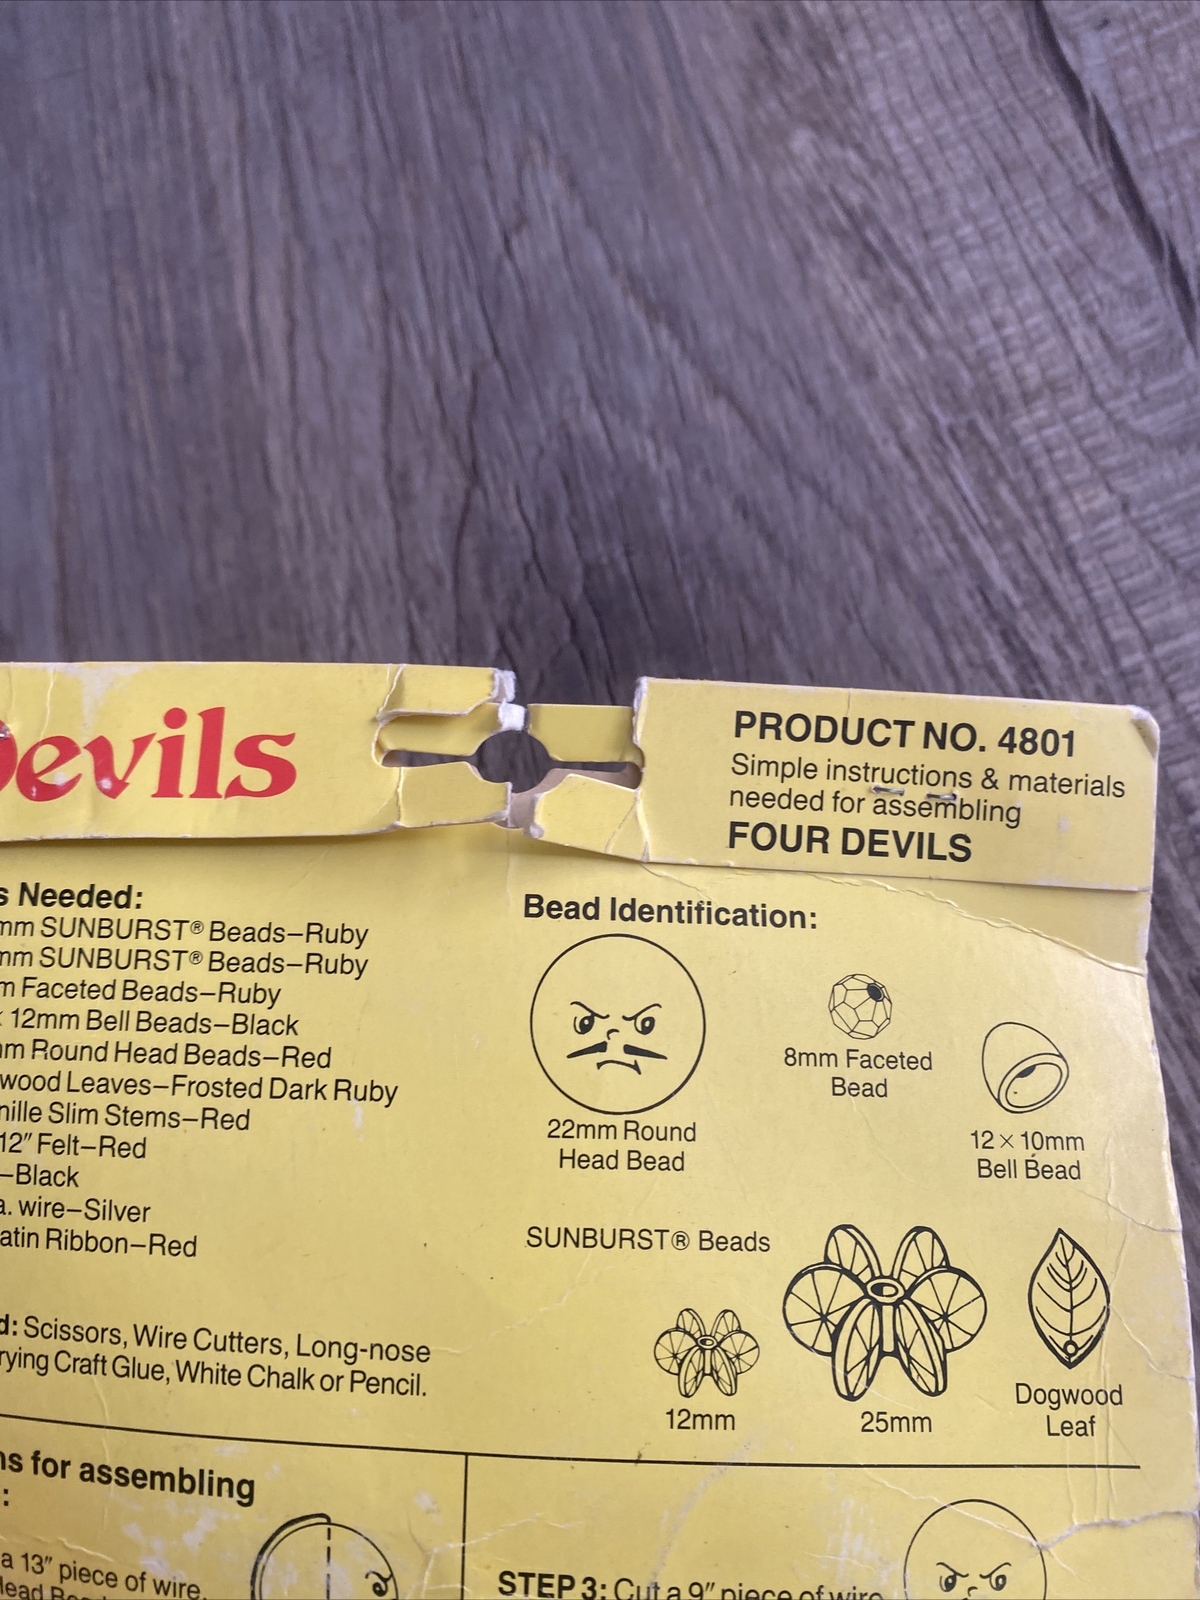 Devils
PRODUCT NO. 4801
Simple instructions & materials
needed for assembling
FOUR DEVILS
s Needed:
mm SUNBURST® Beads–Ruby
mm SUNBURST® Beads–Ruby
m Faceted Beads–Ruby
× 12mm Bell Beads–Black
mm Round Head Beads–Red
wood Leaves–Frosted Dark Ruby
nille Slim Stems–Red
12" Felt–Red
–Black
a. wire–Silver
atin Ribbon–Red
d: Scissors, Wire Cutters, Long-nose
rying Craft Glue, White Chalk or Pencil.
Bead Identification:
22mm Round
Head Bead
8mm Faceted
Bead
12 × 10mm
Bell Bead
SUNBURST® Beads
12mm
25mm
Dogwood
Leaf
ns for assembling
:
a 13" piece of wire.
Head
STEP 3: Cut a 9" piece of wire